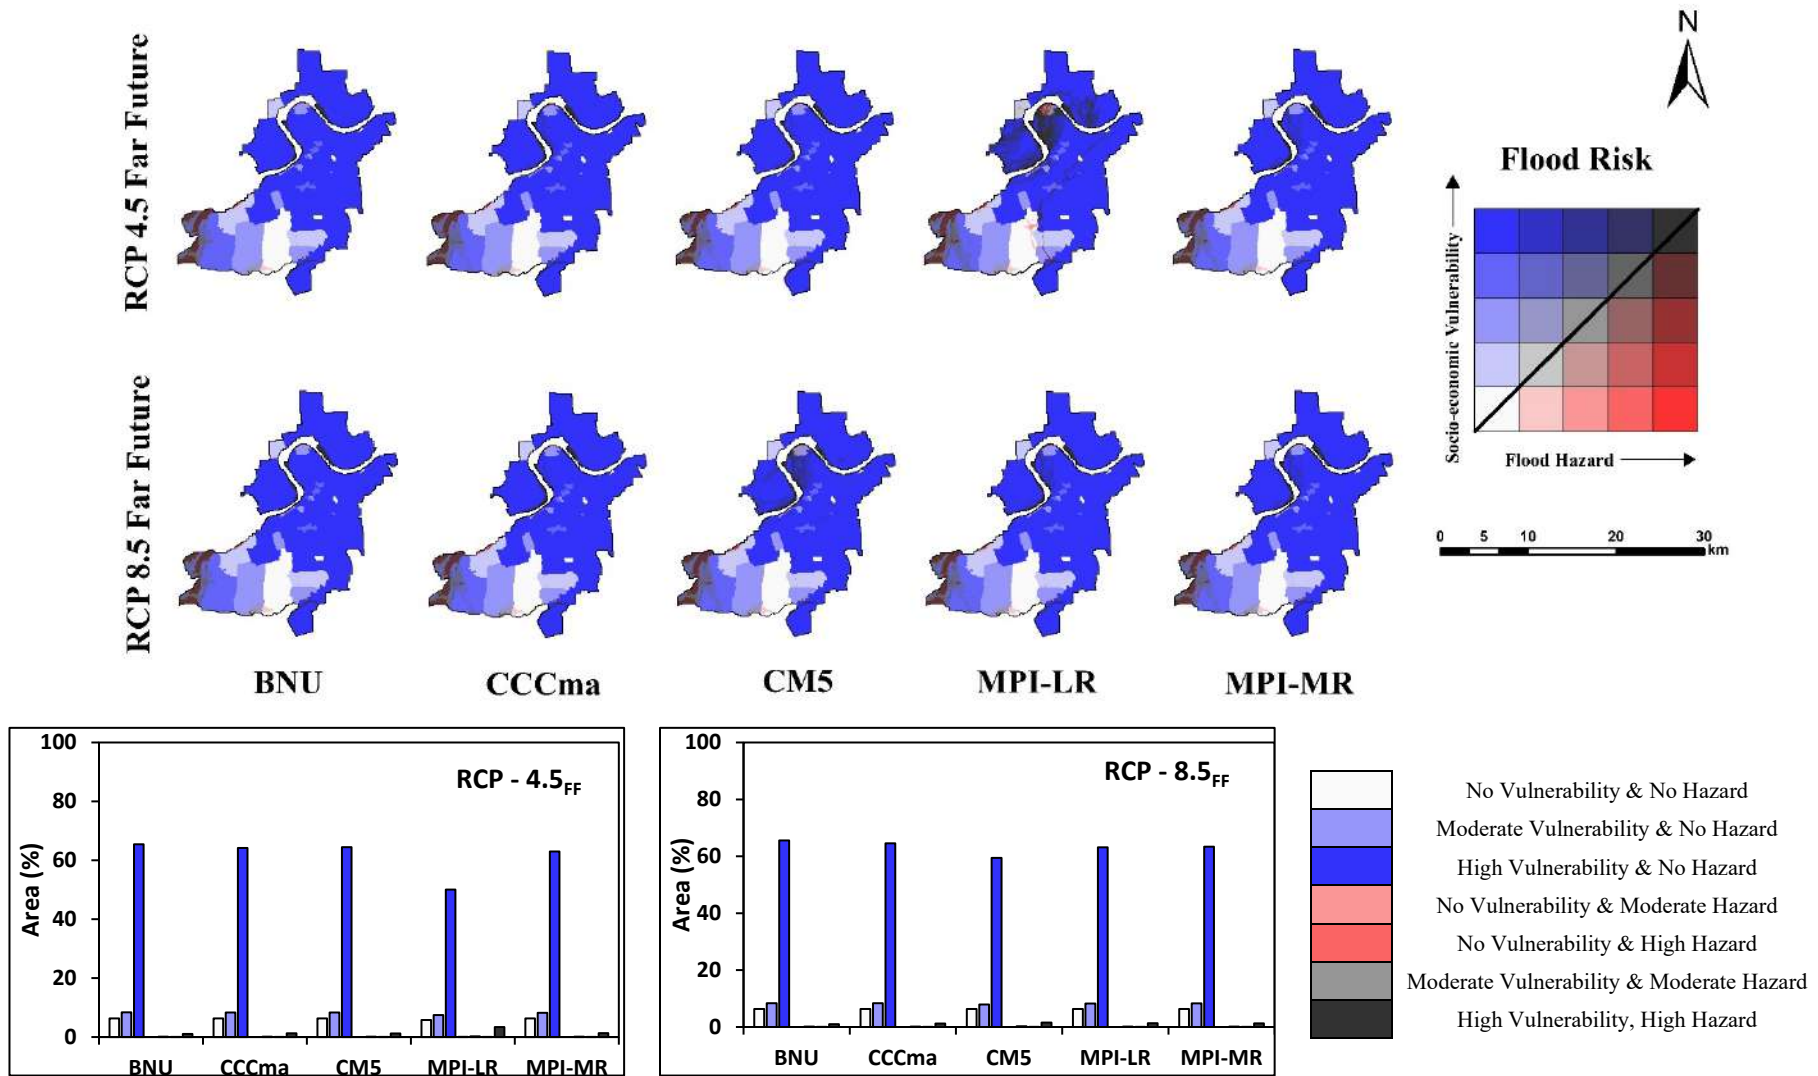 N
RCP 4.5 Far Future
Flood Risk
Socio-economic Vulnerability
Flood Hazard
RCP 8.5 Far Future
0 5 10 20 30
km
BNU CCCma CM5 MPI-LR MPI-MR
RCP - 4.5FF
Area (%)
100
80
60
40
20
0
BNU CCCma CM5 MPI-LR MPI-MR
RCP - 8.5FF
Area (%)
100
80
60
40
20
0
BNU CCCma CM5 MPI-LR MPI-MR
No Vulnerability & No Hazard
Moderate Vulnerability & No Hazard
High Vulnerability & No Hazard
No Vulnerability & Moderate Hazard
No Vulnerability & High Hazard
Moderate Vulnerability & Moderate Hazard
High Vulnerability, High Hazard